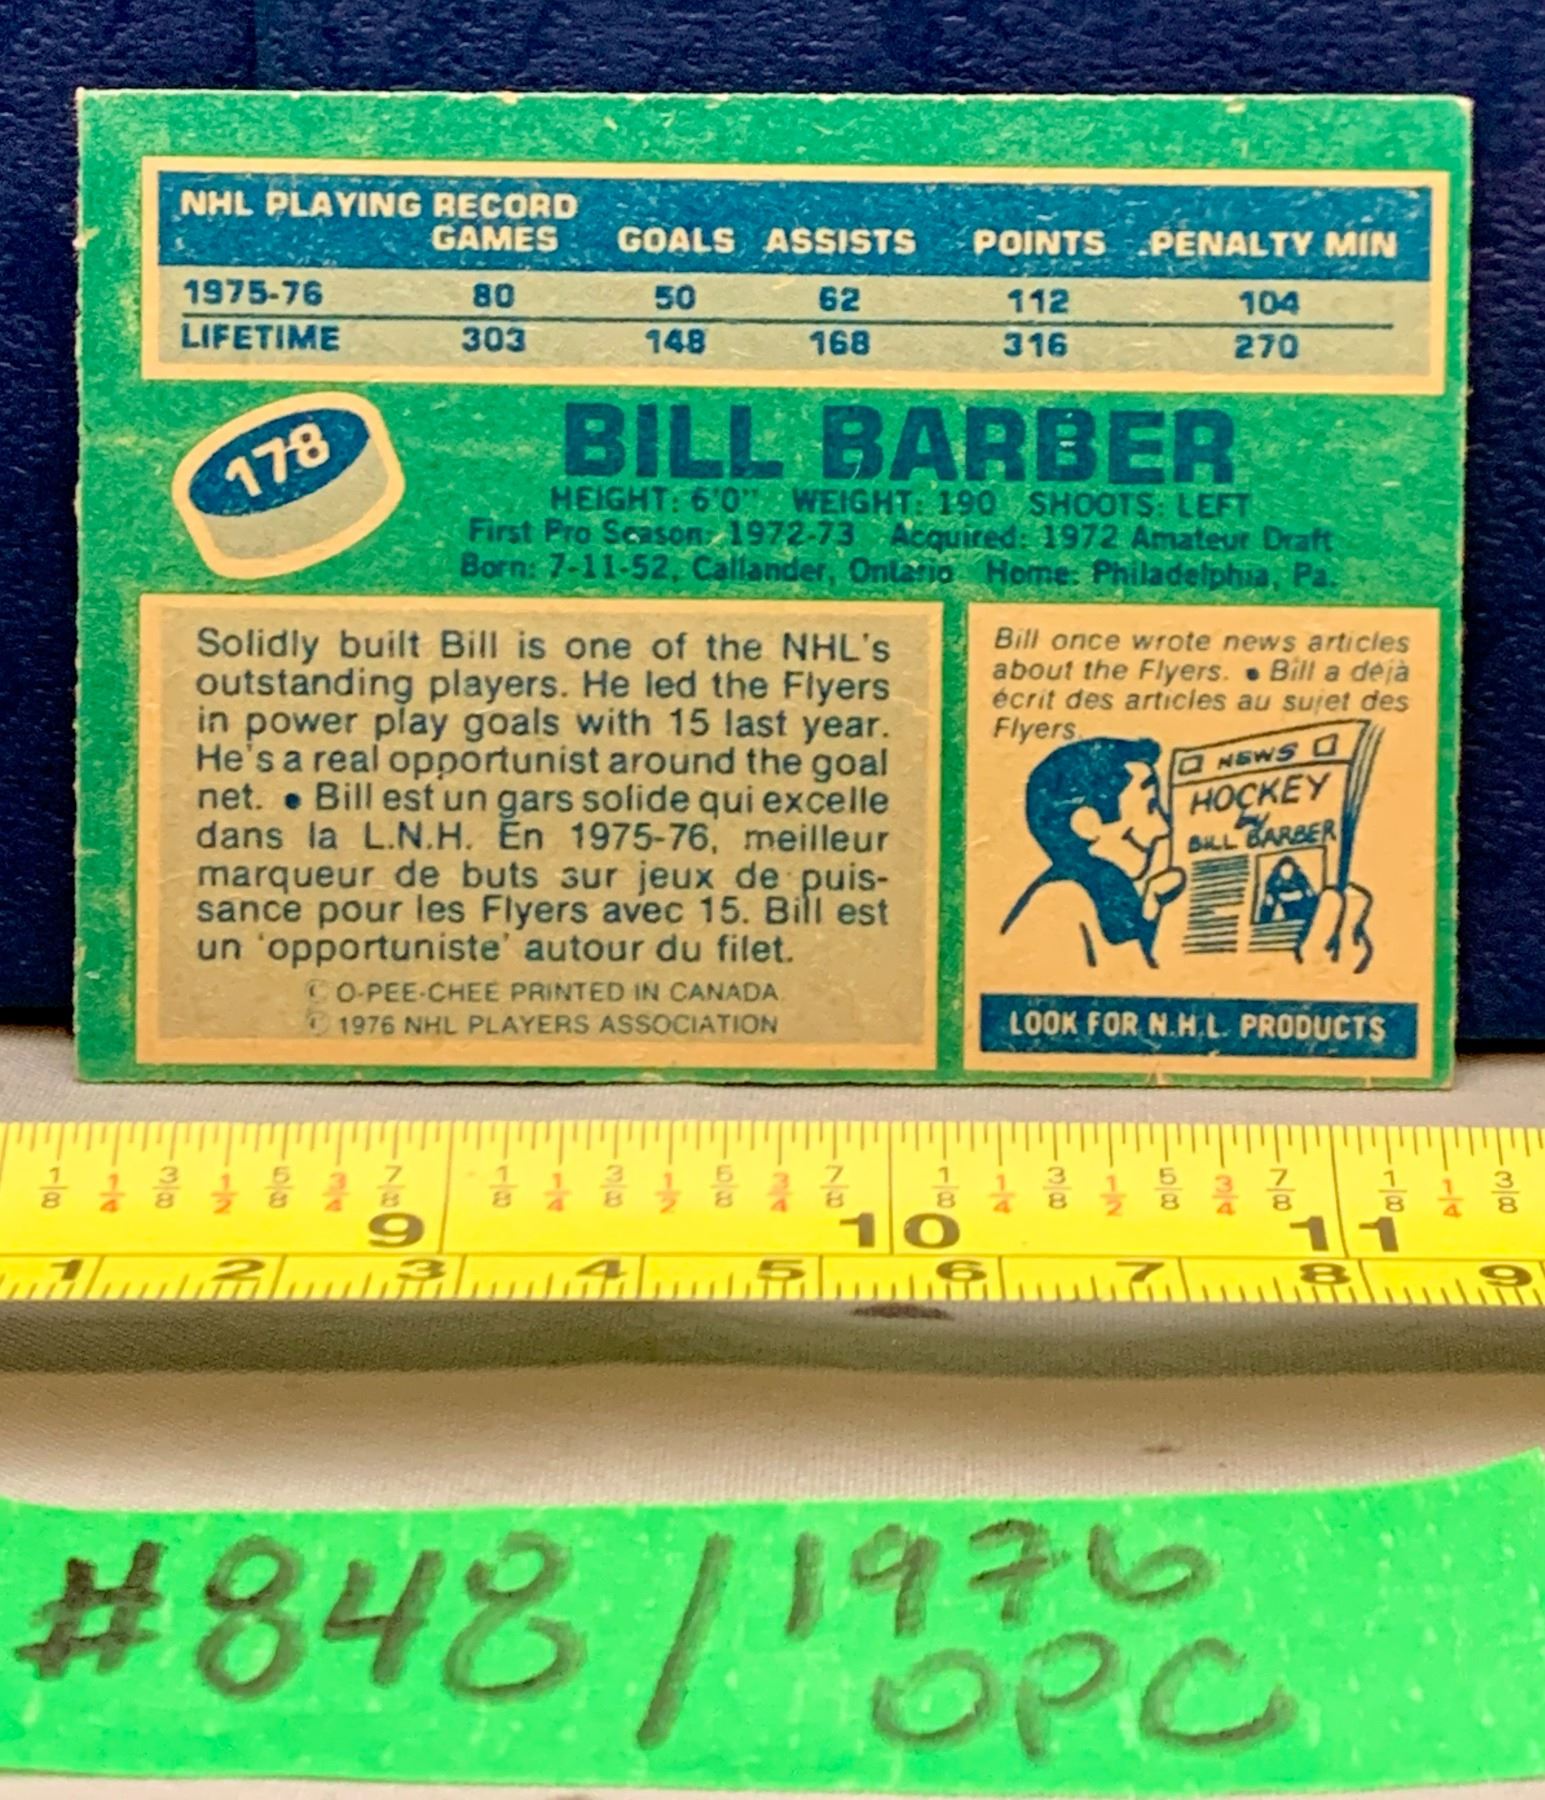 NHL PLAYING RECORD
GAMES GOALS ASSISTS POINTS PENALTY MIN
1975-76 80 50 62 112 104
LIFETIME 303 148 168 316 270
178
BILL BARBER
HEIGHT: 6'0" WEIGHT: 190 SHOOTS: LEFT
First Pro Season: 1972-73 Acquired: 1972 Amateur Draft
Born: 7-11-52, Callander, Ontario Home: Philadelphia, Pa.
Solidly built Bill is one of the NHL's
outstanding players. He led the Flyers
in power play goals with 15 last year.
He's a real opportunist around the goal
net. • Bill est un gars solide qui excelle
dans la L.N.H. En 1975-76, meilleur
marqueur de buts sur jeux de puis-
sance pour les Flyers avec 15. Bill est
un 'opportuniste' autour du filet.
© O-PEE-CHEE PRINTED IN CANADA
© 1976 NHL PLAYERS ASSOCIATION
Bill once wrote news articles
about the Flyers. • Bill a déjà
écrit des articles au sujet des
Flyers.
NEWS
HOCKEY
by
BILL BARBER
LOOK FOR N.H.L. PRODUCTS
1/8 1/4 3/8 1/2 5/8 3/4 7/8 1/8 1/4 3/8 1/2 5/8 3/4 7/8 1/8 1/4 3/8 1/2 5/8 3/4 7/8 1/8 1/4 3/8
9 10 11
1 2 3 4 5 6 7 8 9
#848/1976
OPC